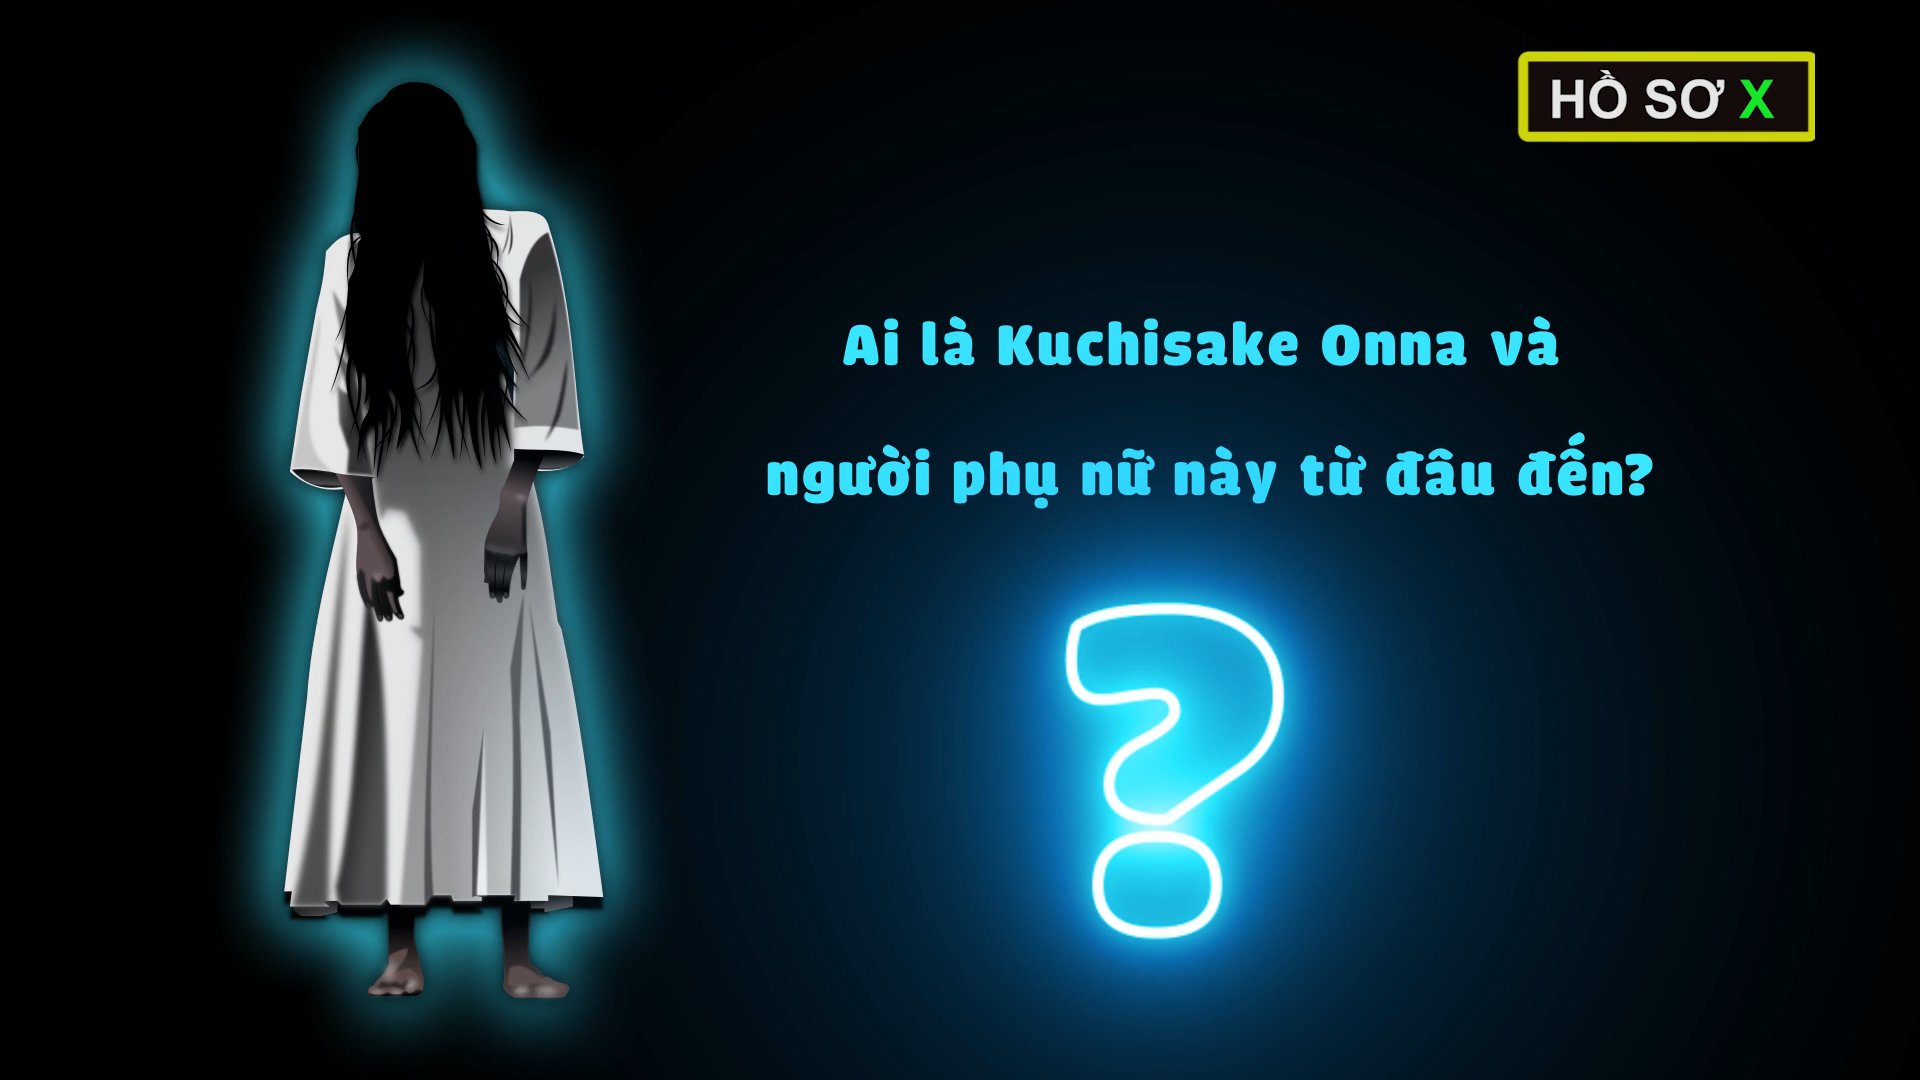 HỒ SƠ X
Ai là Kuchisake Onna và
người phụ nữ này từ đâu đến?
?